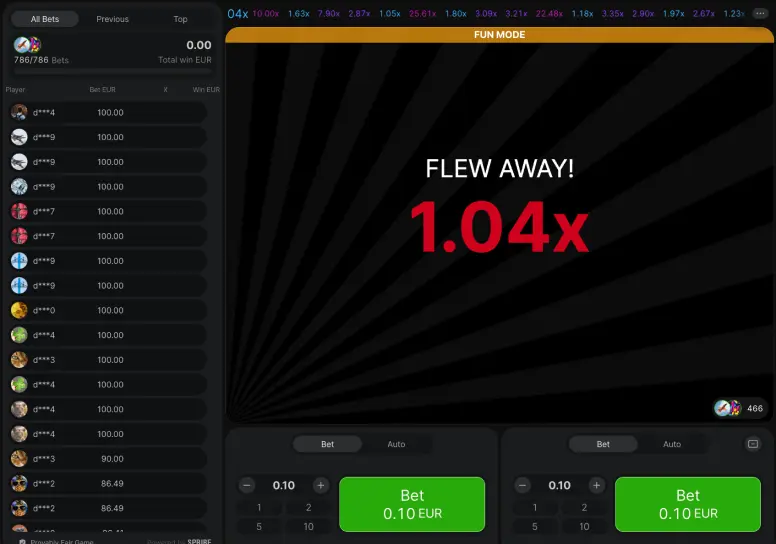 All Bets Previous Top
786/786 Bets
0.00
Total win EUR
Player Bet EUR X Win EUR
d***4 100.00
d***9 100.00
d***9 100.00
d***9 100.00
d***7 100.00
d***7 100.00
d***9 100.00
d***9 100.00
d***0 100.00
d***4 100.00
d***3 100.00
d***4 100.00
d***4 100.00
d***4 100.00
d***3 90.00
d***2 86.49
d***2 86.49
Provably Fair Game Powered by SPRIBE
04x 10.00x 1.63x 7.90x 2.87x 1.05x 25.61x 1.80x 3.09x 3.21x 22.48x 1.18x 3.35x 2.90x 1.97x 2.67x 1.23x
FUN MODE
FLEW AWAY!
1.04x
466
Bet Auto
0.10
1 2
5 10
Bet
0.10 EUR
Bet Auto
0.10
1 2
5 10
Bet
0.10 EUR